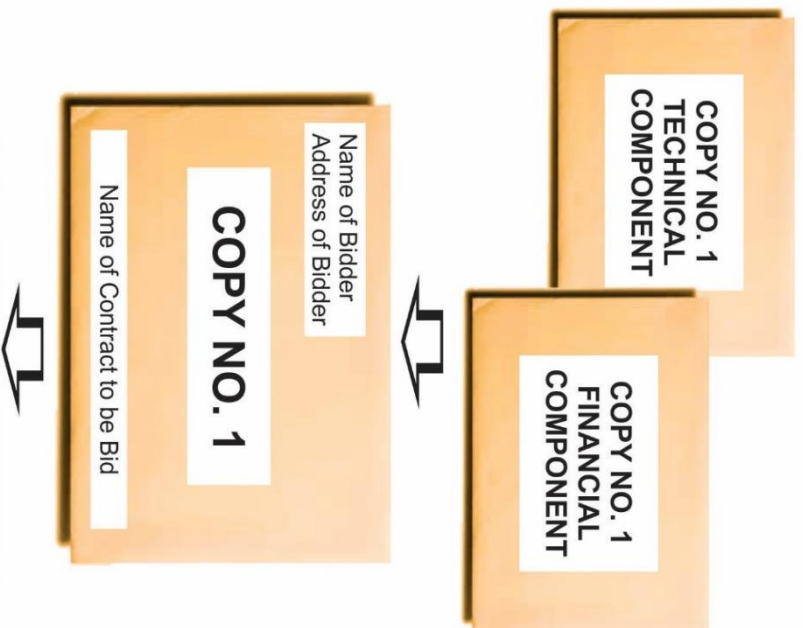 COPY NO. 1
TECHNICAL
COMPONENT
COPY NO. 1
FINANCIAL
COMPONENT
Name of Bidder
Address of Bidder
COPY NO. 1
Name of Contract to be Bid